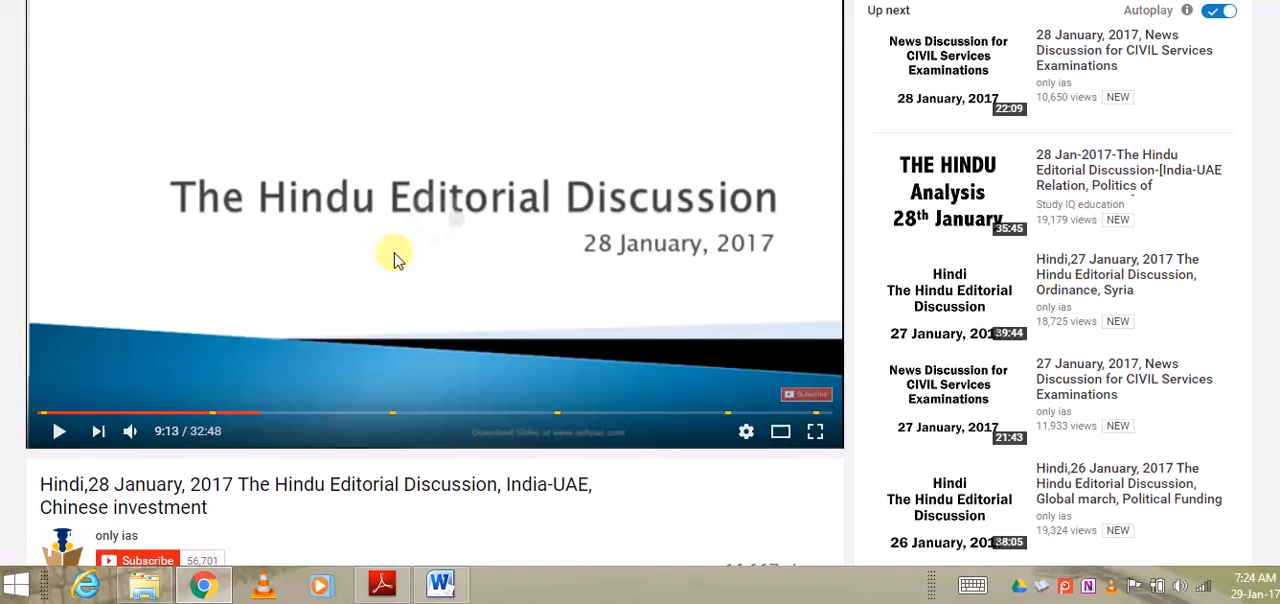 The Hindu Editorial Discussion
28 January, 2017
Subscribe
9:13 / 32:48
Download Slides at www.onlyias.com
Hindi,28 January, 2017 The Hindu Editorial Discussion, India-UAE,
Chinese investment
only ias
Subscribe 56,701
Up next
Autoplay
News Discussion for
CIVIL Services
Examinations
28 January, 2017
22:09
28 January, 2017, News
Discussion for CIVIL Services
Examinations
only ias
10,650 views NEW
THE HINDU
Analysis
28th January
35:45
28 Jan-2017-The Hindu
Editorial Discussion-[India-UAE
Relation, Politics of
Study IQ education
19,179 views NEW
Hindi
The Hindu Editorial
Discussion
27 January, 201
39:44
Hindi,27 January, 2017 The
Hindu Editorial Discussion,
Ordinance, Syria
only ias
18,725 views NEW
News Discussion for
CIVIL Services
Examinations
27 January, 2017
21:43
27 January, 2017, News
Discussion for CIVIL Services
Examinations
only ias
11,933 views NEW
Hindi
The Hindu Editorial
Discussion
26 January, 201
38:05
Hindi,26 January, 2017 The
Hindu Editorial Discussion,
Global march, Political Funding
only ias
19,324 views NEW
7:24 AM
29-Jan-17